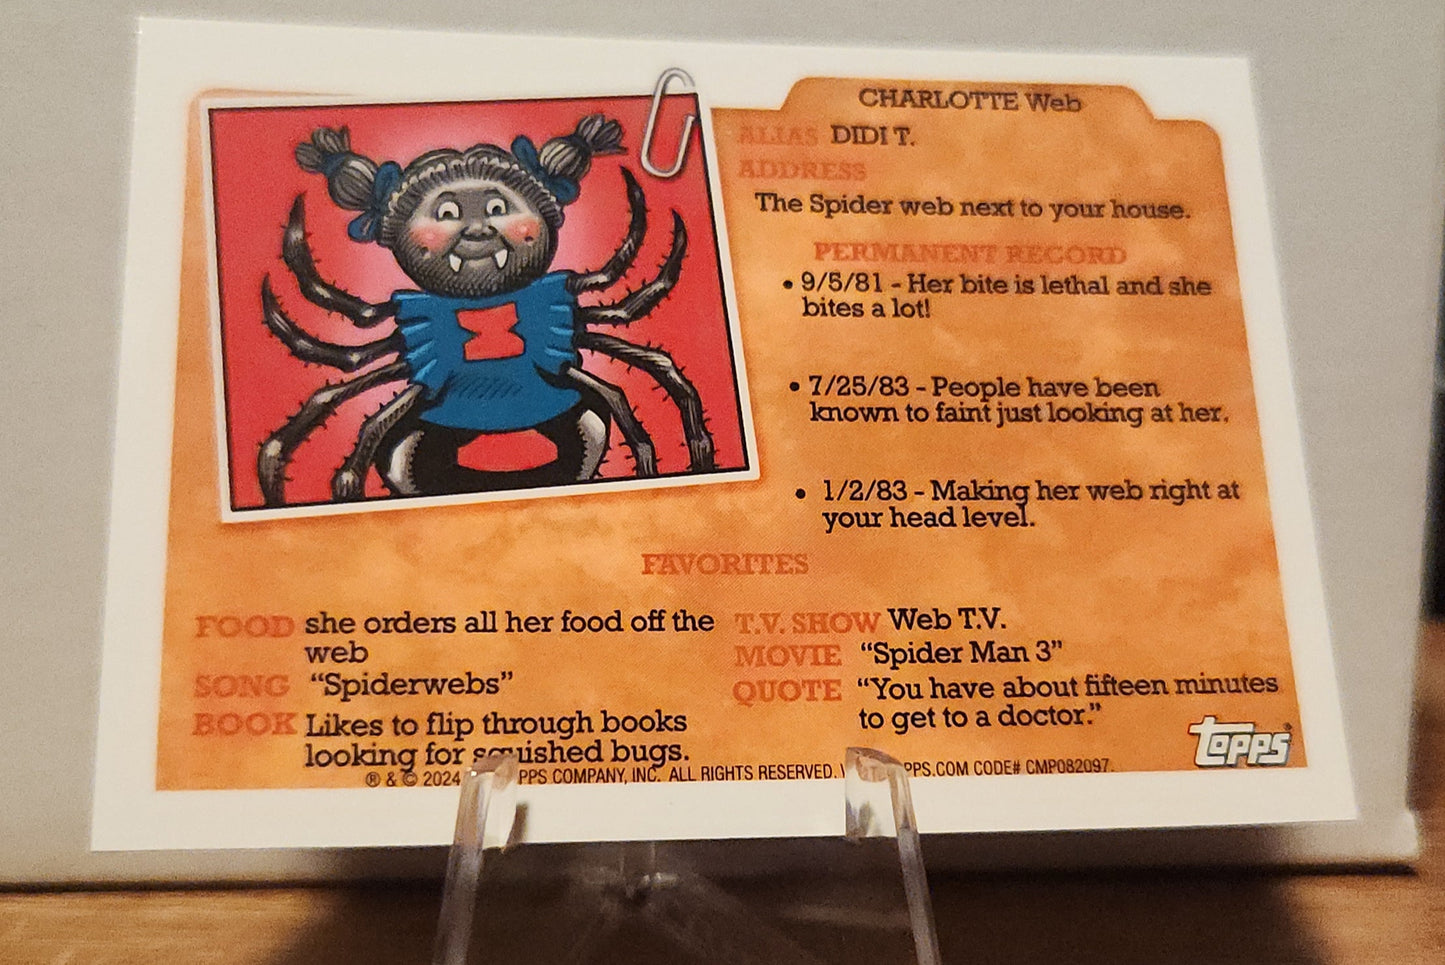 CHARLOTTE Web
ALIAS DIDI T.
ADDRESS
The Spider web next to your house.
PERMANENT RECORD
• 9/5/81 - Her bite is lethal and she
bites a lot!
• 7/25/83 - People have been
known to faint just looking at her.
• 1/2/83 - Making her web right at
your head level.
FAVORITES
FOOD she orders all her food off the
web
SONG "Spiderwebs"
BOOK Likes to flip through books
looking for squished bugs.
T.V. SHOW Web T.V.
MOVIE "Spider Man 3"
QUOTE "You have about fifteen minutes
to get to a doctor."
topps
® & © 2024 COMPANY, INC. ALL RIGHTS RESERVED. CODE# CMP082097.